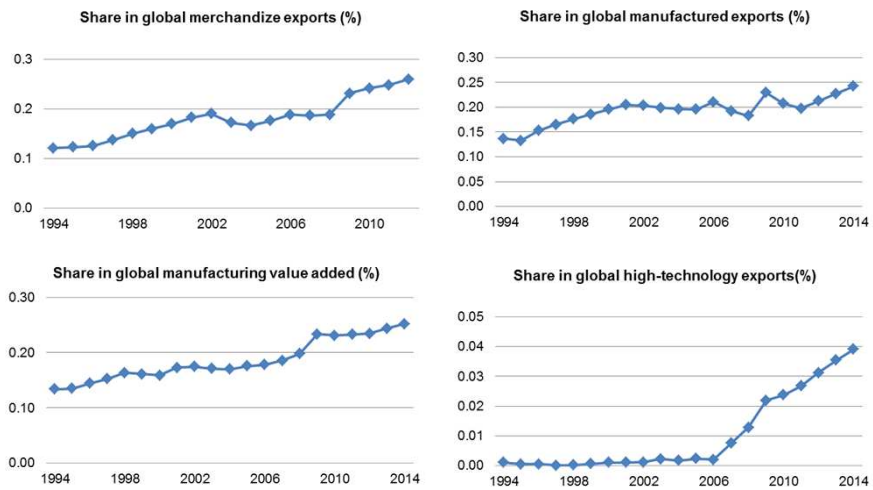 Share in global merchandize exports (%)
0.3
0.2
0.1
0.0
1994 1998 2002 2006 2010
Share in global manufactured exports (%)
0.30
0.25
0.20
0.15
0.10
0.05
0.00
1994 1998 2002 2006 2010 2014
Share in global manufacturing value added (%)
0.30
0.20
0.10
0.00
1994 1998 2002 2006 2010 2014
Share in global high-technology exports(%)
0.05
0.04
0.03
0.02
0.01
0.00
1994 1998 2002 2006 2010 2014